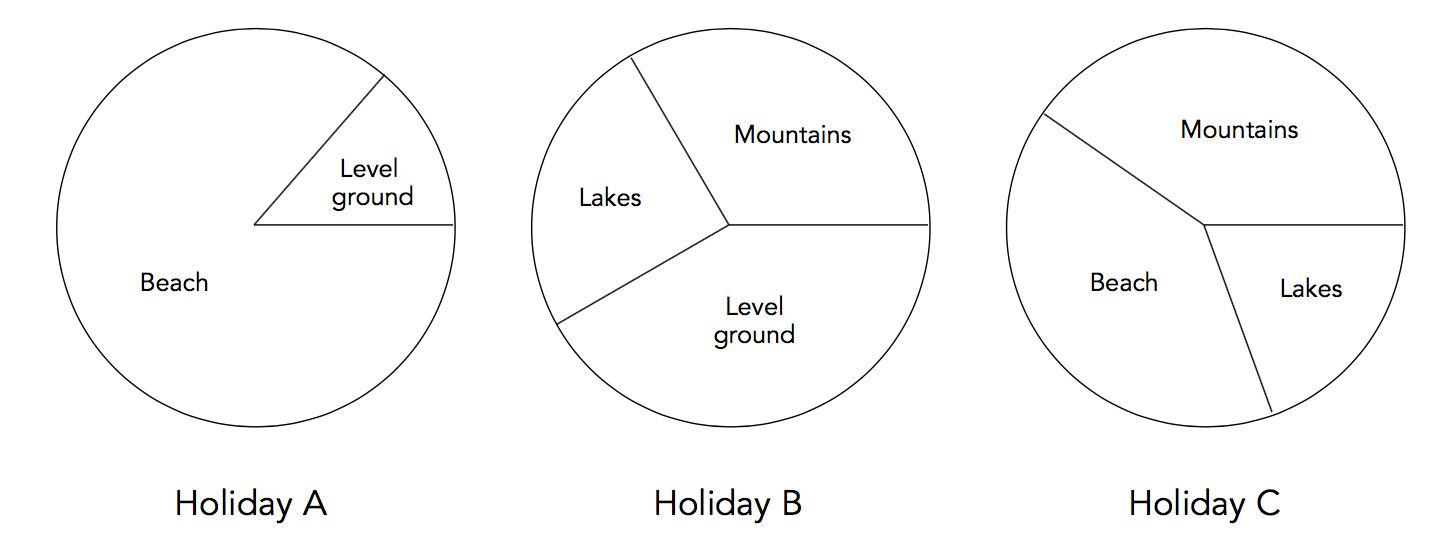 Level
ground
Beach
Holiday A
Mountains
Lakes
Level
ground
Holiday B
Mountains
Beach
Lakes
Holiday C